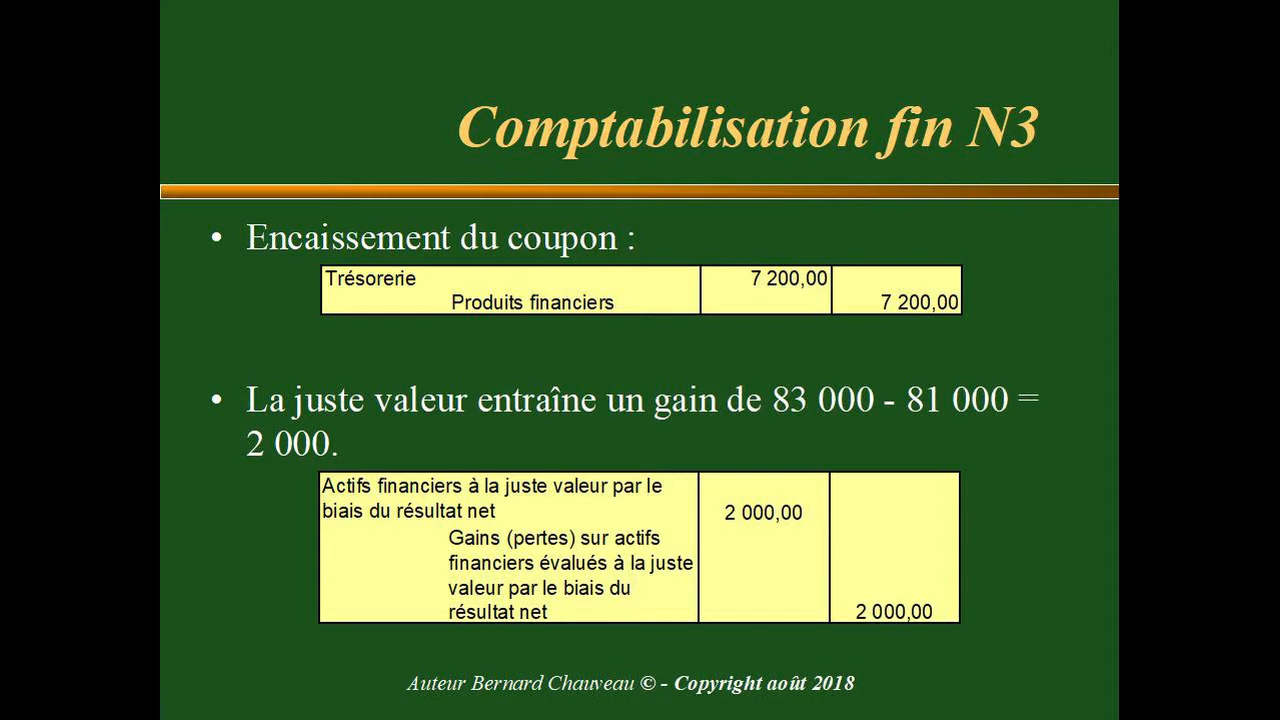 Comptabilisation fin N3
• Encaissement du coupon :
Trésorerie 7 200,00
Produits financiers 7 200,00
• La juste valeur entraîne un gain de 83 000 - 81 000 =
2 000.
Actifs financiers à la juste valeur par le
biais du résultat net 2 000,00
Gains (pertes) sur actifs
financiers évalués à la juste
valeur par le biais du
résultat net 2 000,00
Auteur Bernard Chauveau © - Copyright août 2018